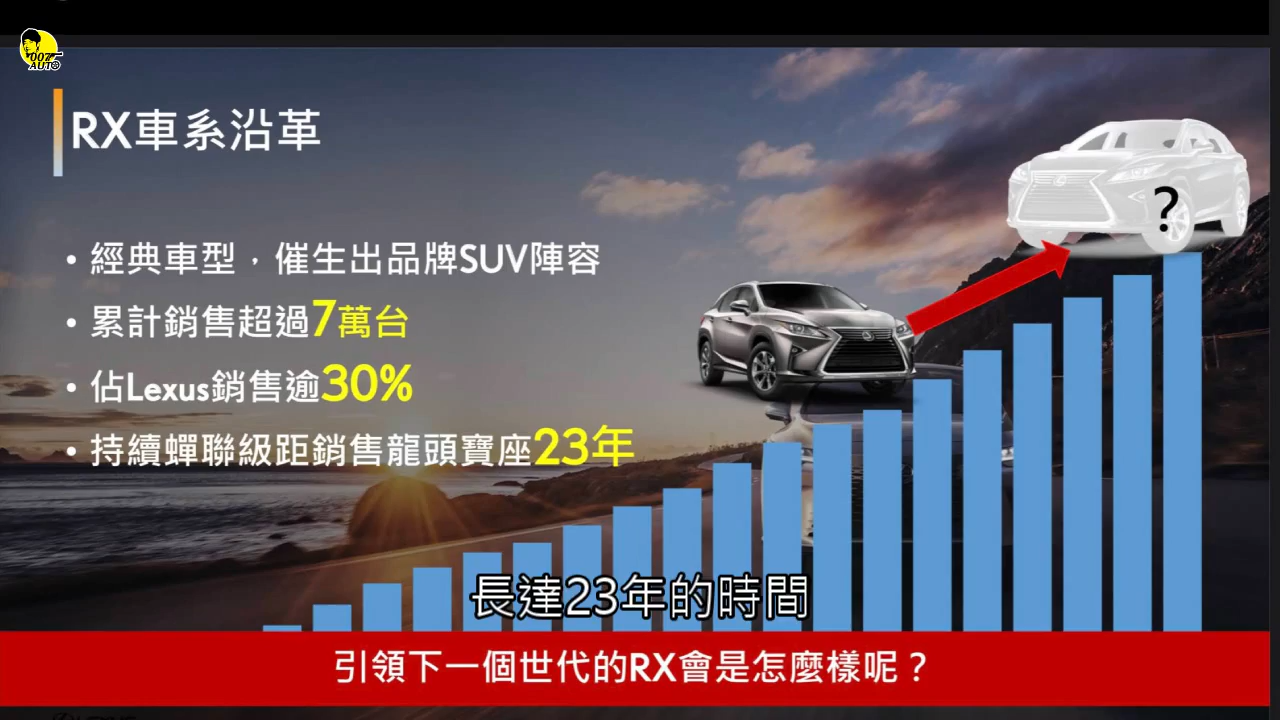 007
AUTO
RX車系沿革
?
• 經典車型，催生出品牌SUV陣容
• 累計銷售超過7萬台
• 佔Lexus銷售逾30%
• 持續蟬聯級距銷售龍頭寶座23年
長達23年的時間
引領下一個世代的RX會是怎麼樣呢？